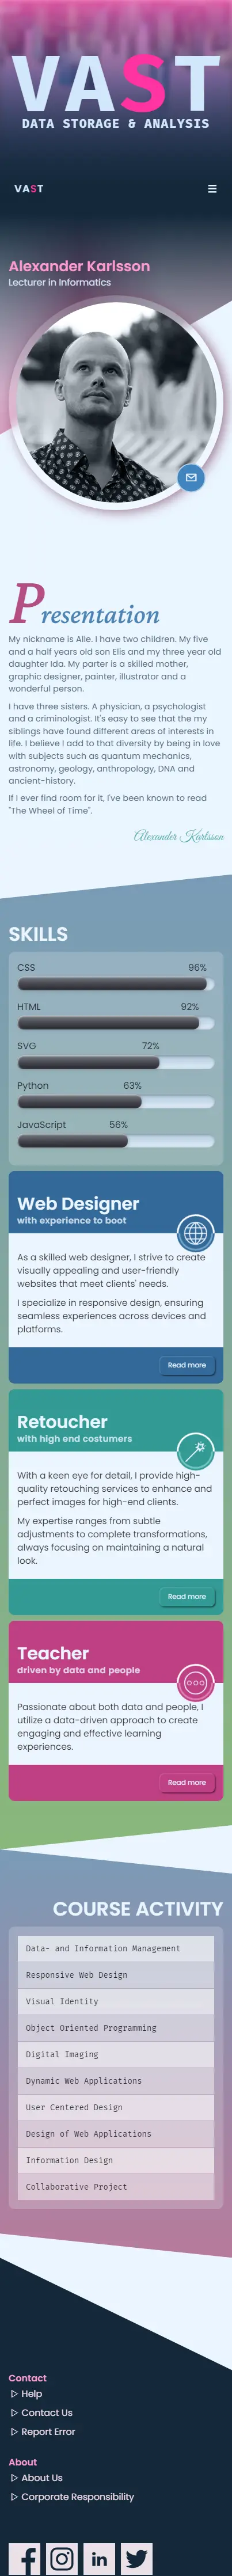 VAST
DATA STORAGE & ANALYSIS
VAST
Alexander Karlsson
Lecturer in Informatics
Presentation
My nickname is Alle. I have two children. My five
and a half years old son Elis and my three year old
daughter Ida. My parter is a skilled mother,
graphic designer, painter, illustrator and a
wonderful person.
I have three sisters. A physician, a psychologist
and a criminologist. It's easy to see that the my
siblings have found different areas of interests in
life. I believe I add to that diversity by being in love
with subjects such as quantum mechanics,
astronomy, geology, anthropology, DNA and
ancient-history.
If I ever find room for it, I've been known to read
"The Wheel of Time".
Alexander Karlsson
SKILLS
CSS 96%
HTML 92%
SVG 72%
Python 63%
JavaScript 56%
Web Designer
with experience to boot
As a skilled web designer, I strive to create
visually appealing and user-friendly
websites that meet clients' needs.
I specialize in responsive design, ensuring
seamless experiences across devices and
platforms.
Read more
Retoucher
with high end costumers
With a keen eye for detail, I provide high-
quality retouching services to enhance and
perfect images for high-end clients.
My expertise ranges from subtle
adjustments to complete transformations,
always focusing on maintaining a natural
look.
Read more
Teacher
driven by data and people
Passionate about both data and people, I
utilize a data-driven approach to create
engaging and effective learning
experiences.
Read more
COURSE ACTIVITY
Data- and Information Management
Responsive Web Design
Visual Identity
Object Oriented Programming
Digital Imaging
Dynamic Web Applications
User Centered Design
Design of Web Applications
Information Design
Collaborative Project
Contact
Help
Contact Us
Report Error
About
About Us
Corporate Responsibility